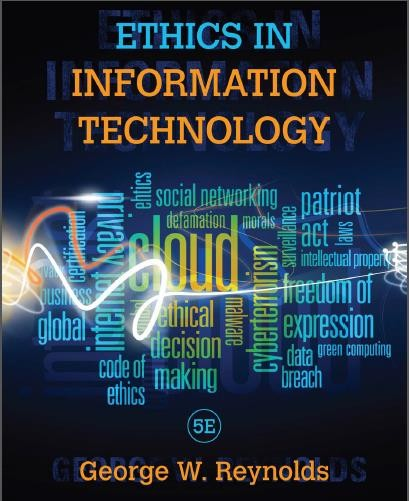 ETHICS IN
INFORMATION
TECHNOLOGY
ethics
social networking
defamation
morals
patriot
act
laws
surveillance
intellectual property
certification
privacy
cloud
internet
business
global
ethical
decision
making
malware
cyberterrorism
freedom of
expression
green computing
data
breach
code of
ethics
5E
George W. Reynolds